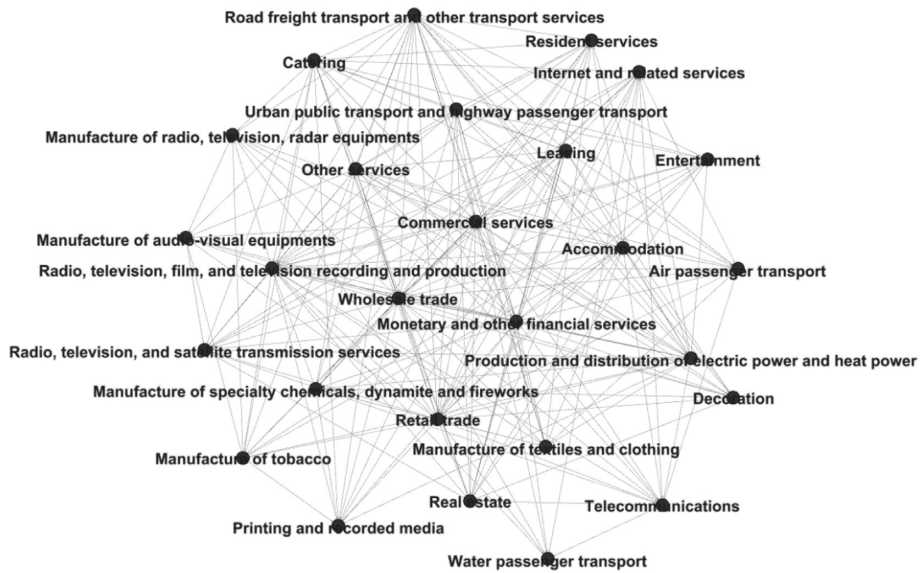 Road freight transport and other transport services
Resident services
Catering
Internet and related services
Urban public transport and highway passenger transport
Manufacture of radio, television, radar equipments
Leasing
Entertainment
Other services
Commercial services
Manufacture of audio-visual equipments
Accommodation
Radio, television, film, and television recording and production
Air passenger transport
Wholesale trade
Monetary and other financial services
Radio, television, and satellite transmission services
Production and distribution of electric power and heat power
Manufacture of specialty chemicals, dynamite and fireworks
Decoration
Retail trade
Manufacture of textiles and clothing
Manufacture of tobacco
Real estate
Telecommunications
Printing and recorded media
Water passenger transport